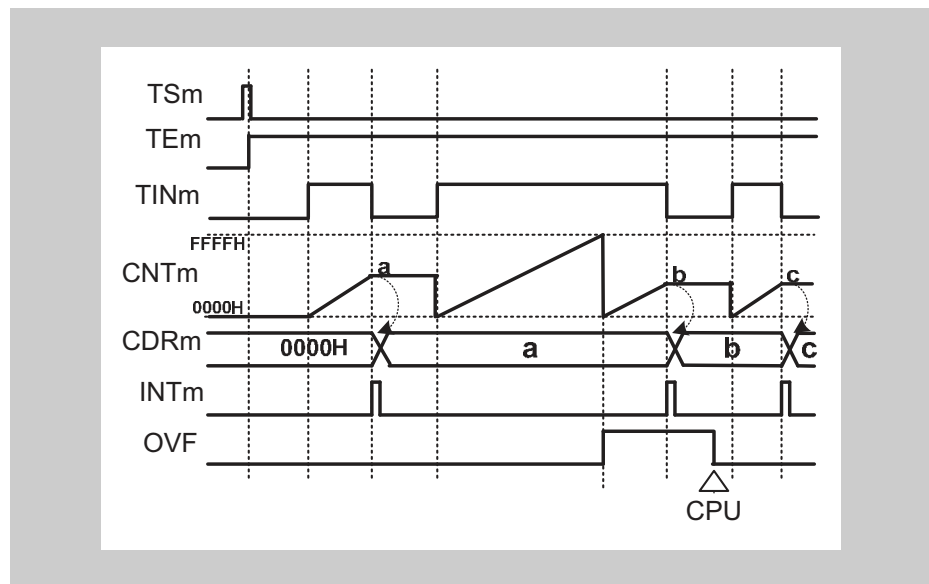 TSm
TEm
TINm
FFFFH
CNTm
a
b
c
0000H
CDRm
0000H
a
b
c
INTm
OVF
CPU